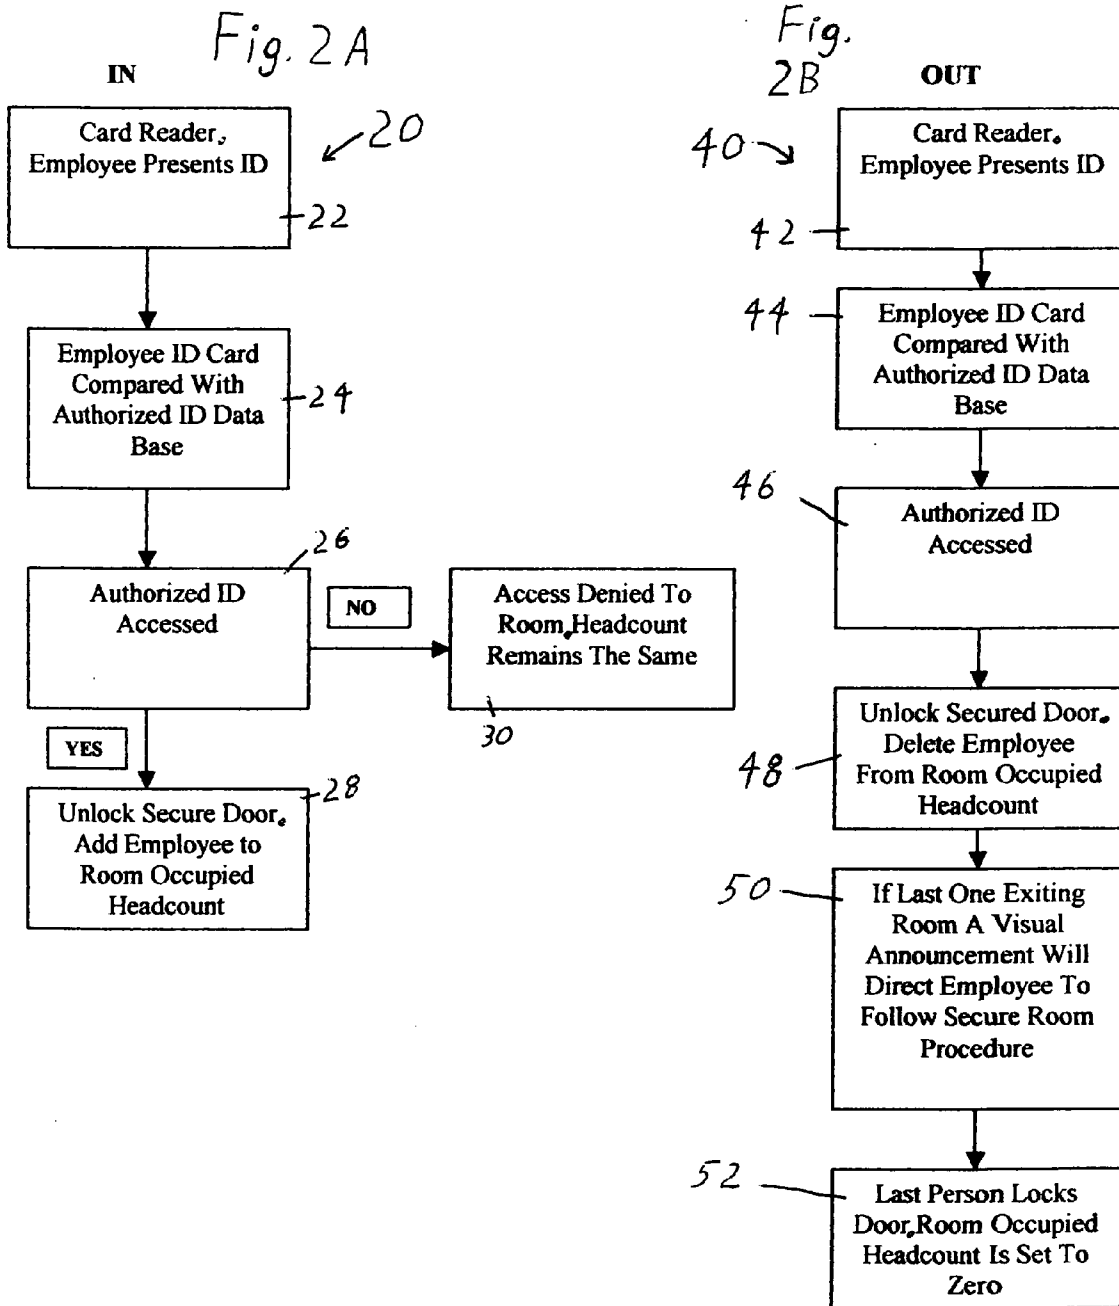 Fig. 2A
IN
20
Card Reader.
Employee Presents ID
22
Employee ID Card
Compared With
Authorized ID Data
Base
24
26
Authorized ID
Accessed
NO
Access Denied To
Room.Headcount
Remains The Same
30
YES
28
Unlock Secure Door.
Add Employee to
Room Occupied
Headcount
Fig.
2B
OUT
40
Card Reader.
Employee Presents ID
42
44
Employee ID Card
Compared With
Authorized ID Data
Base
46
Authorized ID
Accessed
Unlock Secured Door.
Delete Employee
From Room Occupied
Headcount
48
50
If Last One Exiting
Room A Visual
Announcement Will
Direct Employee To
Follow Secure Room
Procedure
52
Last Person Locks
Door.Room Occupied
Headcount Is Set To
Zero